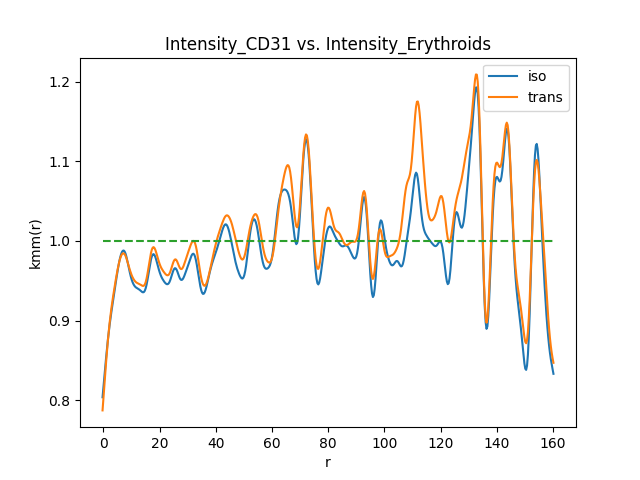 Intensity_CD31 vs. Intensity_Erythroids
iso
trans
kmm(r)
1.2
1.1
1.0
0.9
0.8
0 20 40 60 80 100 120 140 160
r